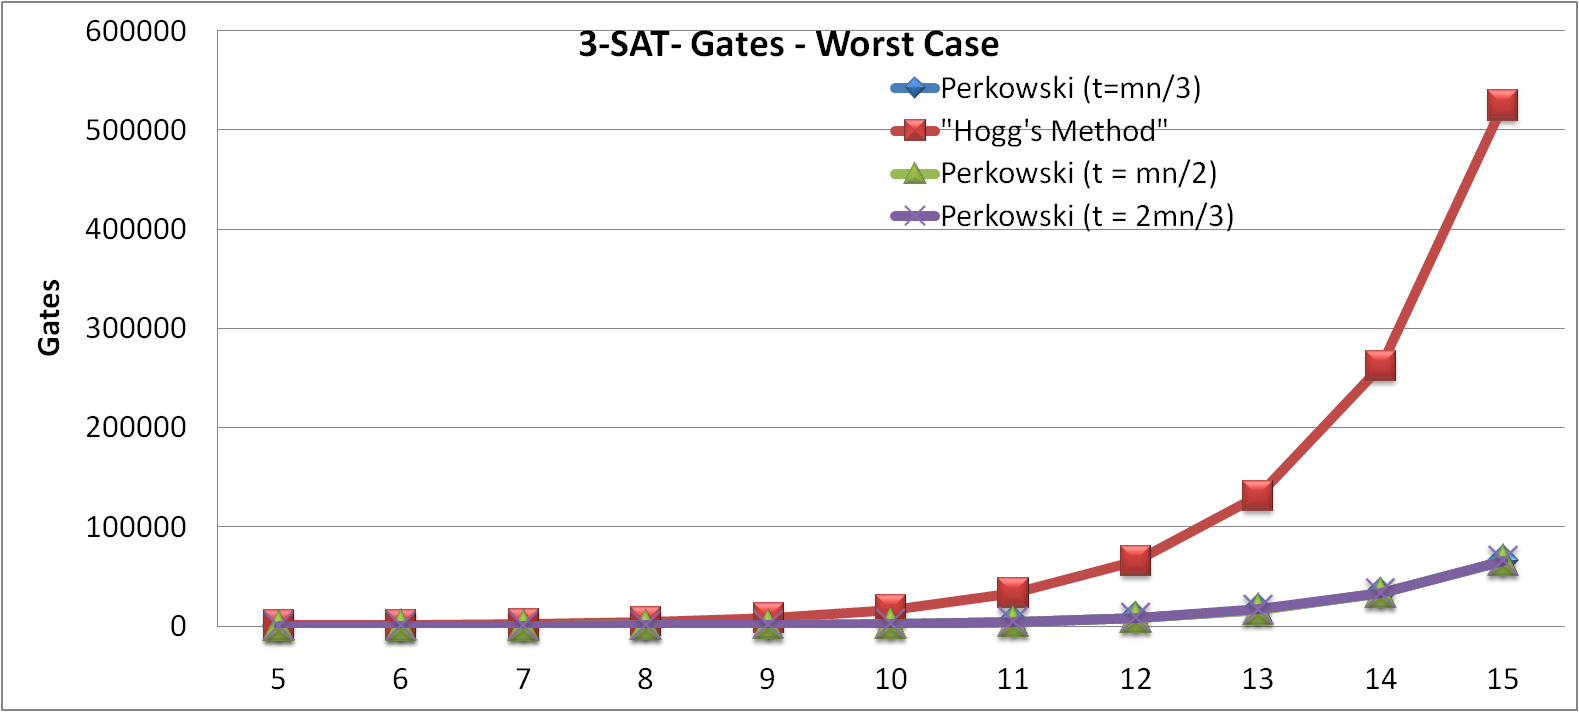 3-SAT- Gates - Worst Case
Perkowski (t=mn/3)
"Hogg's Method"
Perkowski (t = mn/2)
Perkowski (t = 2mn/3)
Gates
600000
500000
400000
300000
200000
100000
0
5 6 7 8 9 10 11 12 13 14 15